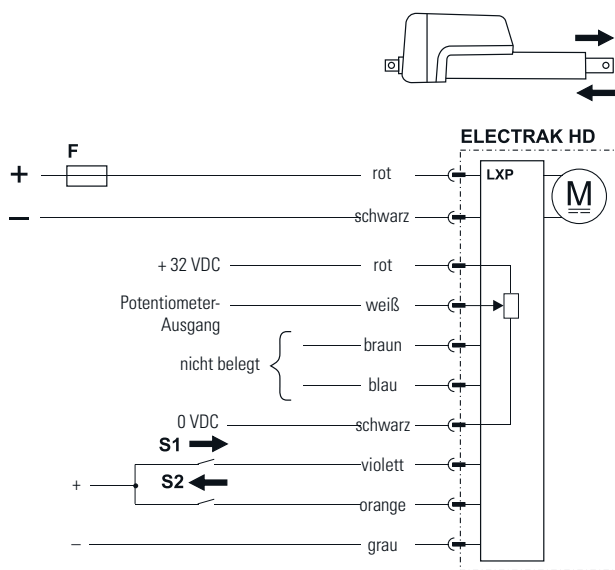 ELECTRAK HD
F
+ rot LXP
M
− schwarz
+ 32 VDC rot
Potentiometer- weiß
Ausgang
braun
nicht belegt
blau
0 VDC schwarz
S1
violett
S2
+
orange
− grau